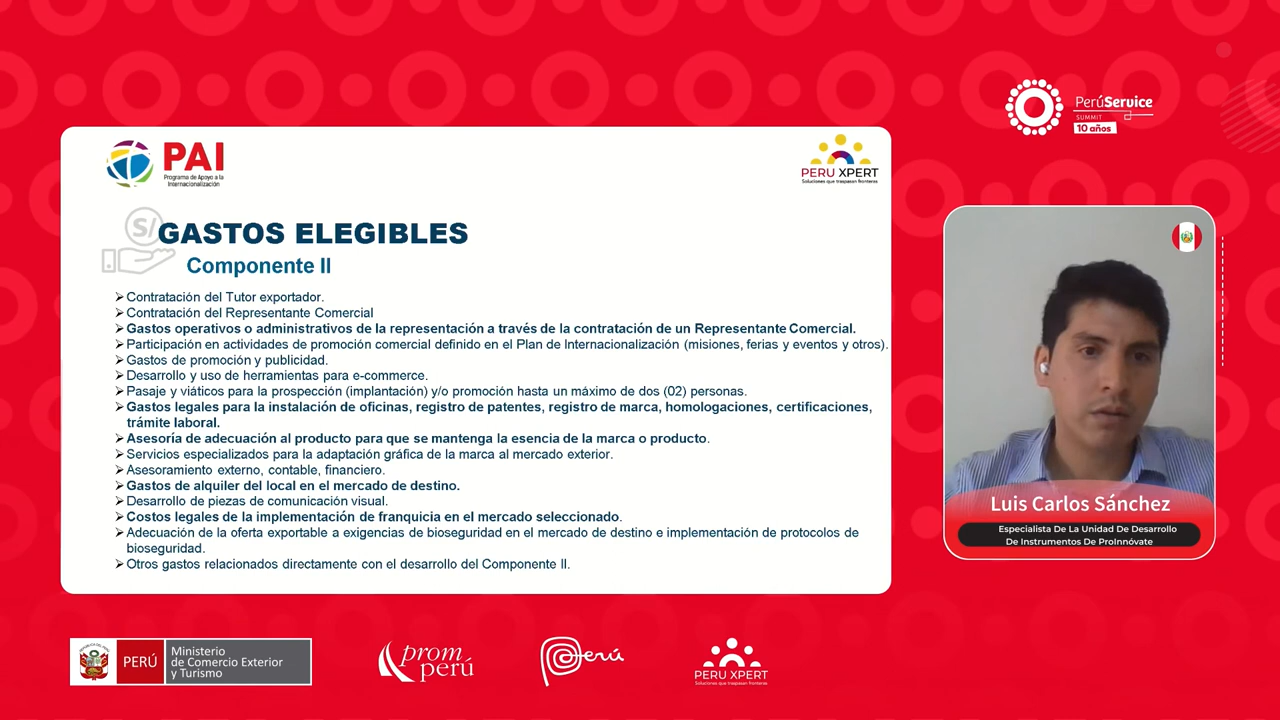 PerúService
SUMMIT
10 años
PAI
Programa de Apoyo a la
Internacionalización
PERU XPERT
Soluciones que traspasan fronteras
S/
GASTOS ELEGIBLES
Componente II
➢Contratación del Tutor exportador.
➢Contratación del Representante Comercial
➢Gastos operativos o administrativos de la representación a través de la contratación de un Representante Comercial.
➢Participación en actividades de promoción comercial definido en el Plan de Internacionalización (misiones, ferias y eventos y otros).
➢Gastos de promoción y publicidad.
➢Desarrollo y uso de herramientas para e-commerce.
➢Pasaje y viáticos para la prospección (implantación) y/o promoción hasta un máximo de dos (02) personas.
➢Gastos legales para la instalación de oficinas, registro de patentes, registro de marca, homologaciones, certificaciones,
trámite laboral.
➢Asesoría de adecuación al producto para que se mantenga la esencia de la marca o producto.
➢Servicios especializados para la adaptación gráfica de la marca al mercado exterior.
➢Asesoramiento externo, contable, financiero.
➢Gastos de alquiler del local en el mercado de destino.
➢Desarrollo de piezas de comunicación visual.
➢Costos legales de la implementación de franquicia en el mercado seleccionado.
➢Adecuación de la oferta exportable a exigencias de bioseguridad en el mercado de destino e implementación de protocolos de
bioseguridad.
➢Otros gastos relacionados directamente con el desarrollo del Componente II.
Luis Carlos Sánchez
Especialista De La Unidad De Desarrollo
De Instrumentos De ProInnóvate
PERÚ
Ministerio
de Comercio Exterior
y Turismo
prom
perú
Perú
PERU XPERT
Soluciones que traspasan fronteras